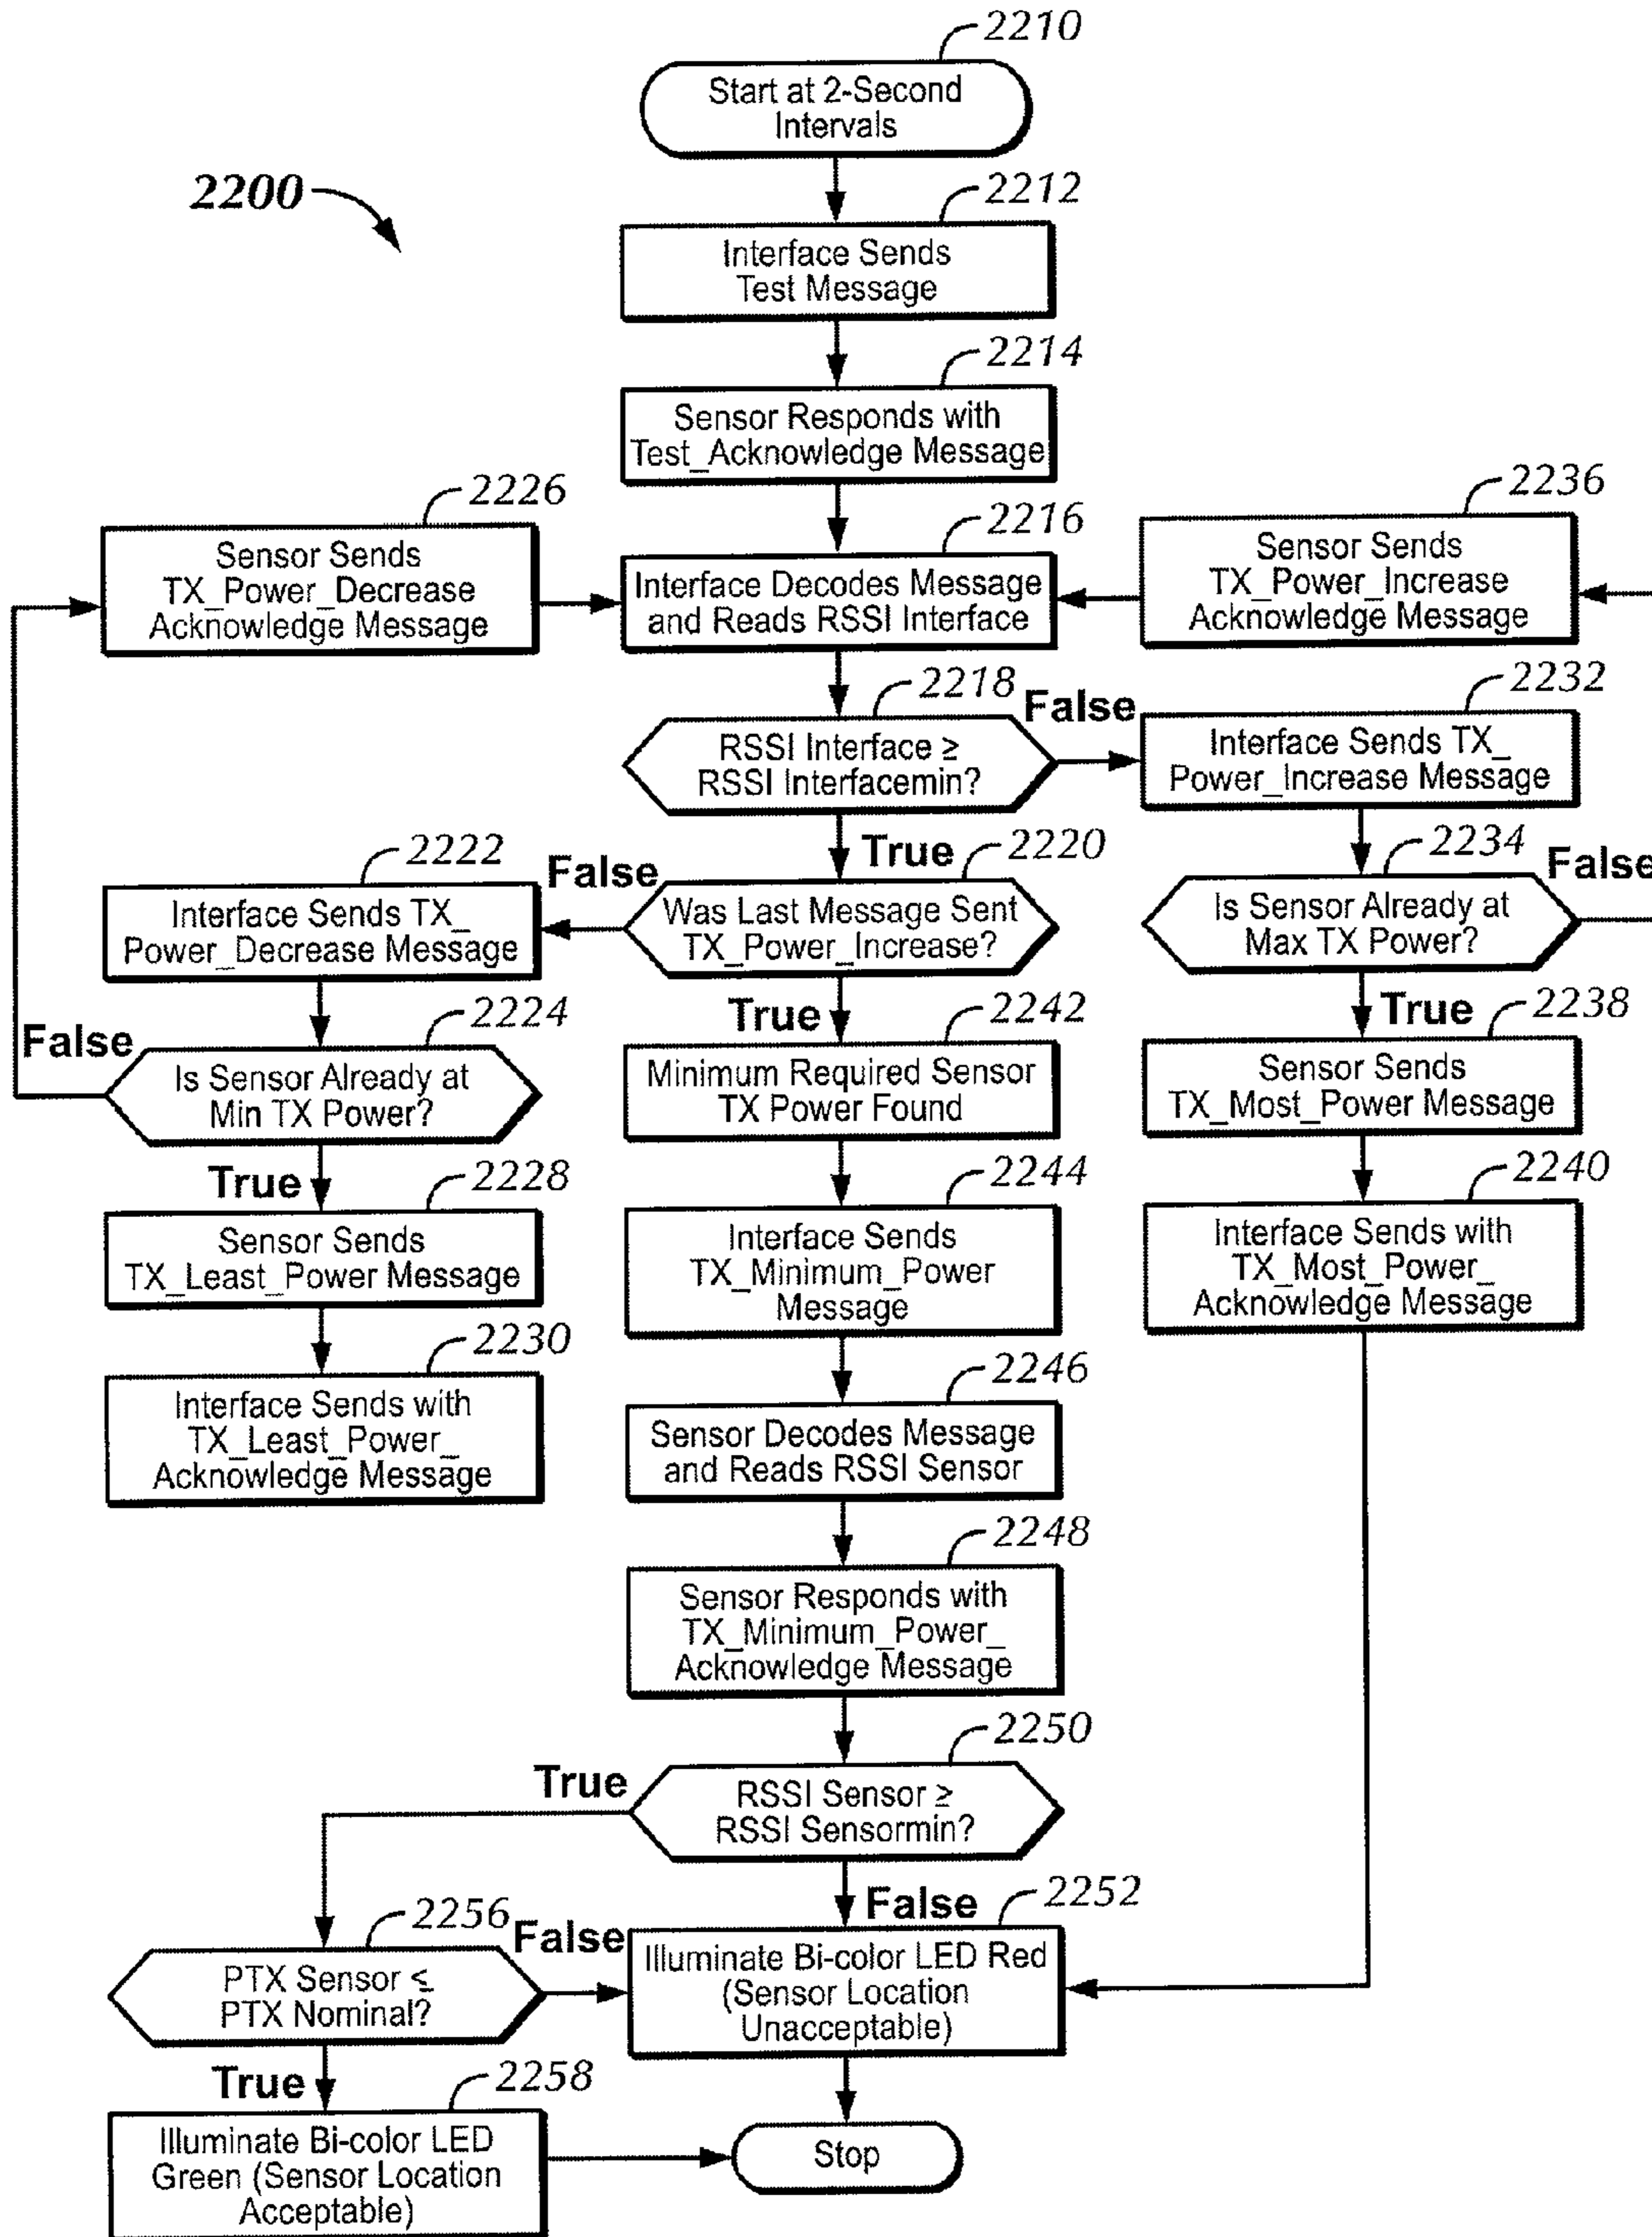 2210
Start at 2-Second
Intervals
2200
2212
Interface Sends
Test Message
2214
Sensor Responds with
Test_Acknowledge Message
2226
Sensor Sends
TX_Power_Decrease
Acknowledge Message
2216
Interface Decodes Message
and Reads RSSI Interface
2236
Sensor Sends
TX_Power_Increase
Acknowledge Message
2218
RSSI Interface ≥
RSSI Interfacemin?
False
2232
Interface Sends TX_
Power_Increase Message
True
2222
Interface Sends TX_
Power_Decrease Message
False
2220
Was Last Message Sent
TX_Power_Increase?
2234
Is Sensor Already at
Max TX Power?
False
False
2224
Is Sensor Already at
Min TX Power?
True
2242
Minimum Required Sensor
TX Power Found
True
2238
Sensor Sends
TX_Most_Power Message
True
2228
Sensor Sends
TX_Least_Power Message
2244
Interface Sends
TX_Minimum_Power
Message
2240
Interface Sends with
TX_Most_Power_
Acknowledge Message
2230
Interface Sends with
TX_Least_Power_
Acknowledge Message
2246
Sensor Decodes Message
and Reads RSSI Sensor
2248
Sensor Responds with
TX_Minimum_Power_
Acknowledge Message
2250
RSSI Sensor ≥
RSSI Sensormin?
True
False
2256
PTX Sensor ≤
PTX Nominal?
False
2252
Illuminate Bi-color LED Red
(Sensor Location
Unacceptable)
True
2258
Illuminate Bi-color LED
Green (Sensor Location
Acceptable)
Stop